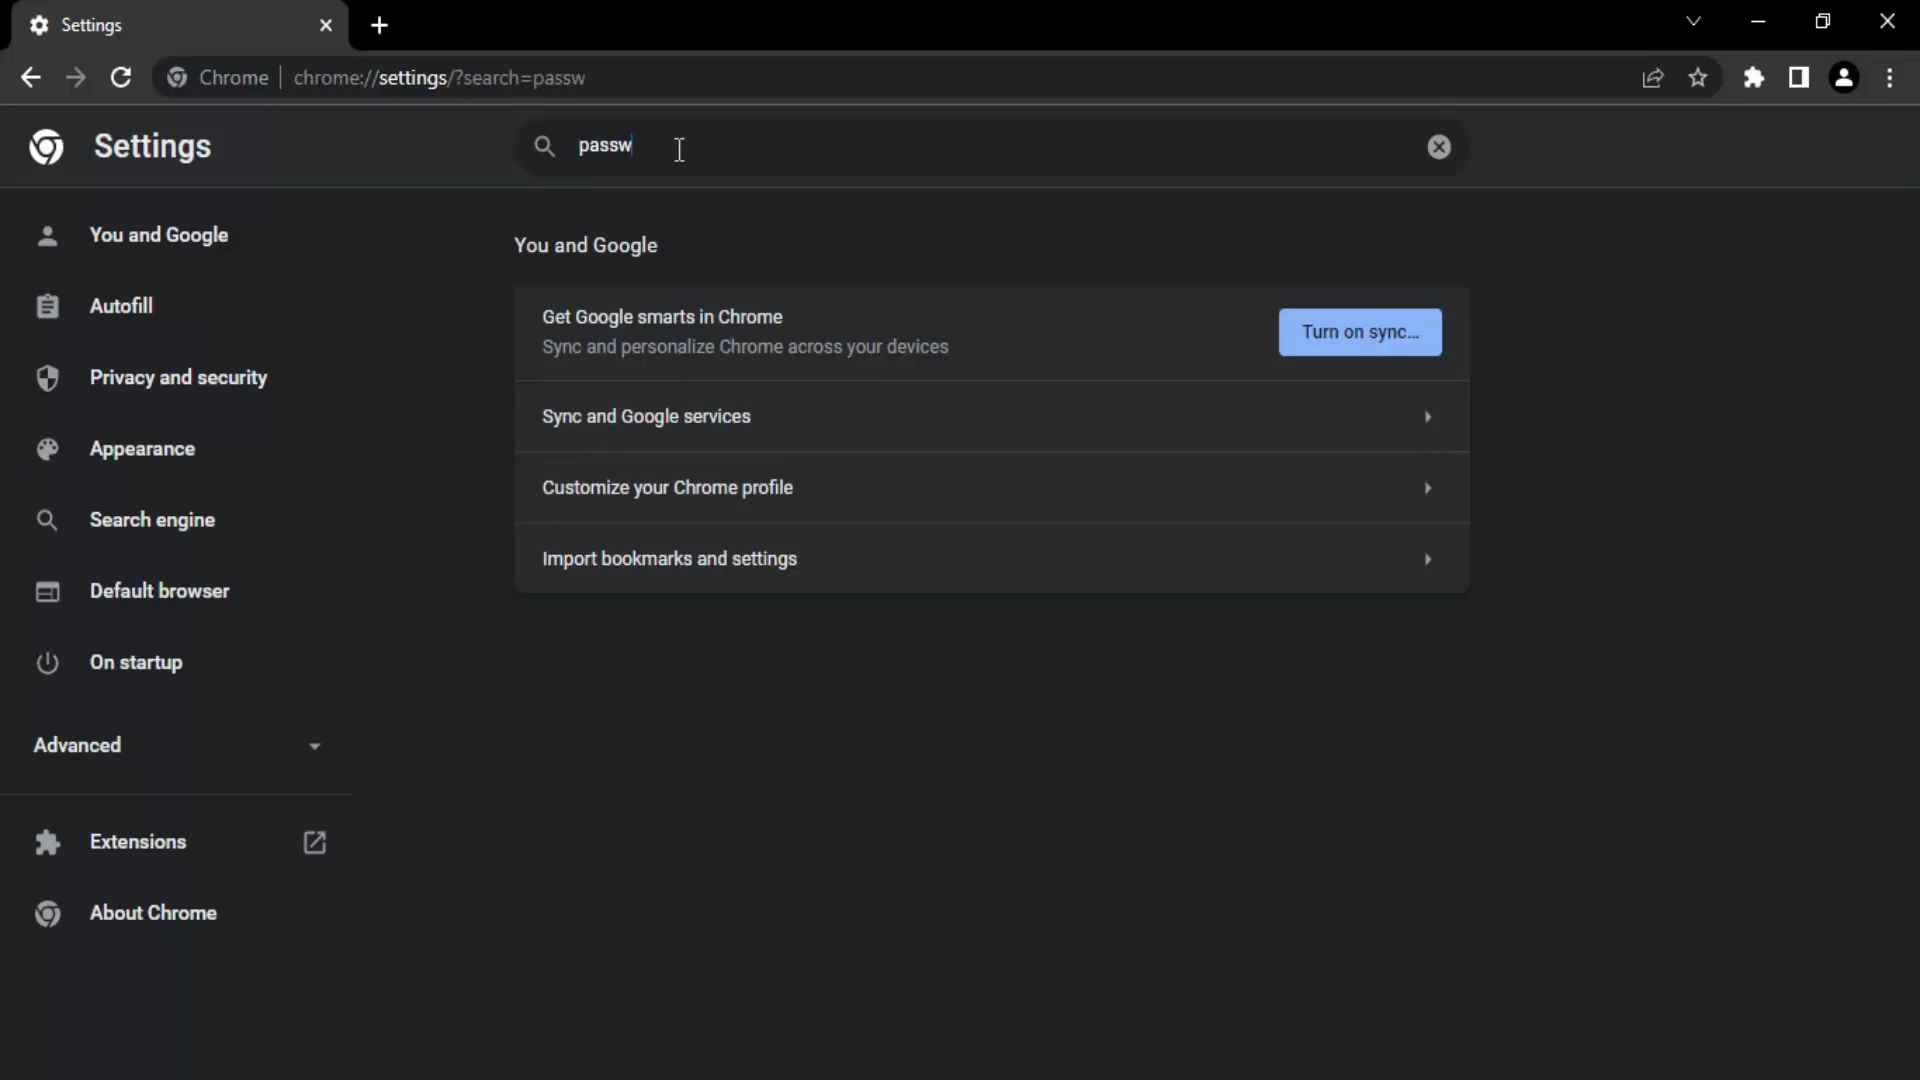 Settings
Chrome
chrome://settings/?search=passw
Settings
passw
You and Google
Autofill
Privacy and security
Appearance
Search engine
Default browser
On startup
Advanced
Extensions
About Chrome
You and Google
Get Google smarts in Chrome
Sync and personalize Chrome across your devices
Turn on sync...
Sync and Google services
Customize your Chrome profile
Import bookmarks and settings